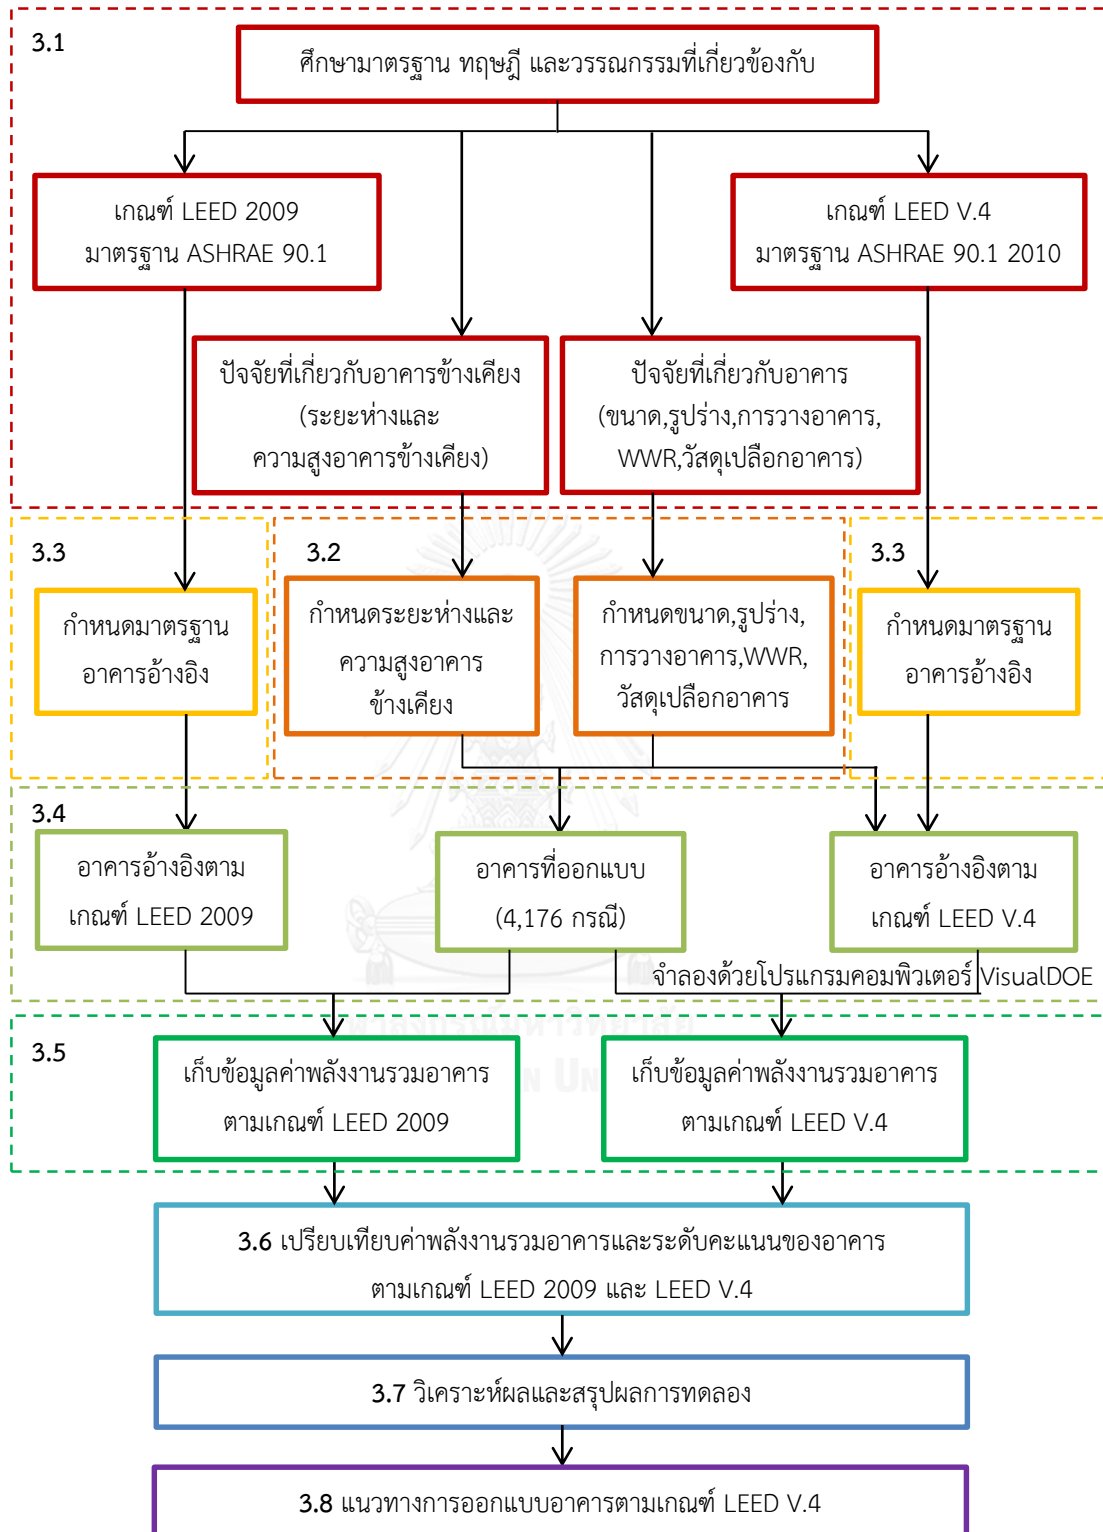 3.1
ศึกษามาตรฐาน ทฤษฎี และวรรณกรรมที่เกี่ยวข้องกับ
เกณฑ์ LEED 2009
มาตรฐาน ASHRAE 90.1
เกณฑ์ LEED V.4
มาตรฐาน ASHRAE 90.1 2010
ปัจจัยที่เกี่ยวกับอาคารข้างเคียง
(ระยะห่างและ
ความสูงอาคารข้างเคียง)
ปัจจัยที่เกี่ยวกับอาคาร
(ขนาด,รูปร่าง,การวางอาคาร,
WWR,วัสดุเปลือกอาคาร)
3.3
กำหนดมาตรฐาน
อาคารอ้างอิง
3.2
กำหนดระยะห่างและ
ความสูงอาคาร
ข้างเคียง
กำหนดขนาด,รูปร่าง,
การวางอาคาร,WWR,
วัสดุเปลือกอาคาร
3.3
กำหนดมาตรฐาน
อาคารอ้างอิง
3.4
อาคารอ้างอิงตาม
เกณฑ์ LEED 2009
อาคารที่ออกแบบ
(4,176 กรณี)
อาคารอ้างอิงตาม
เกณฑ์ LEED V.4
จำลองด้วยโปรแกรมคอมพิวเตอร์ VisualDOE
3.5
เก็บข้อมูลค่าพลังงานรวมอาคาร
ตามเกณฑ์ LEED 2009
เก็บข้อมูลค่าพลังงานรวมอาคาร
ตามเกณฑ์ LEED V.4
3.6 เปรียบเทียบค่าพลังงานรวมอาคารและระดับคะแนนของอาคาร
ตามเกณฑ์ LEED 2009 และ LEED V.4
3.7 วิเคราะห์ผลและสรุปผลการทดลอง
3.8 แนวทางการออกแบบอาคารตามเกณฑ์ LEED V.4